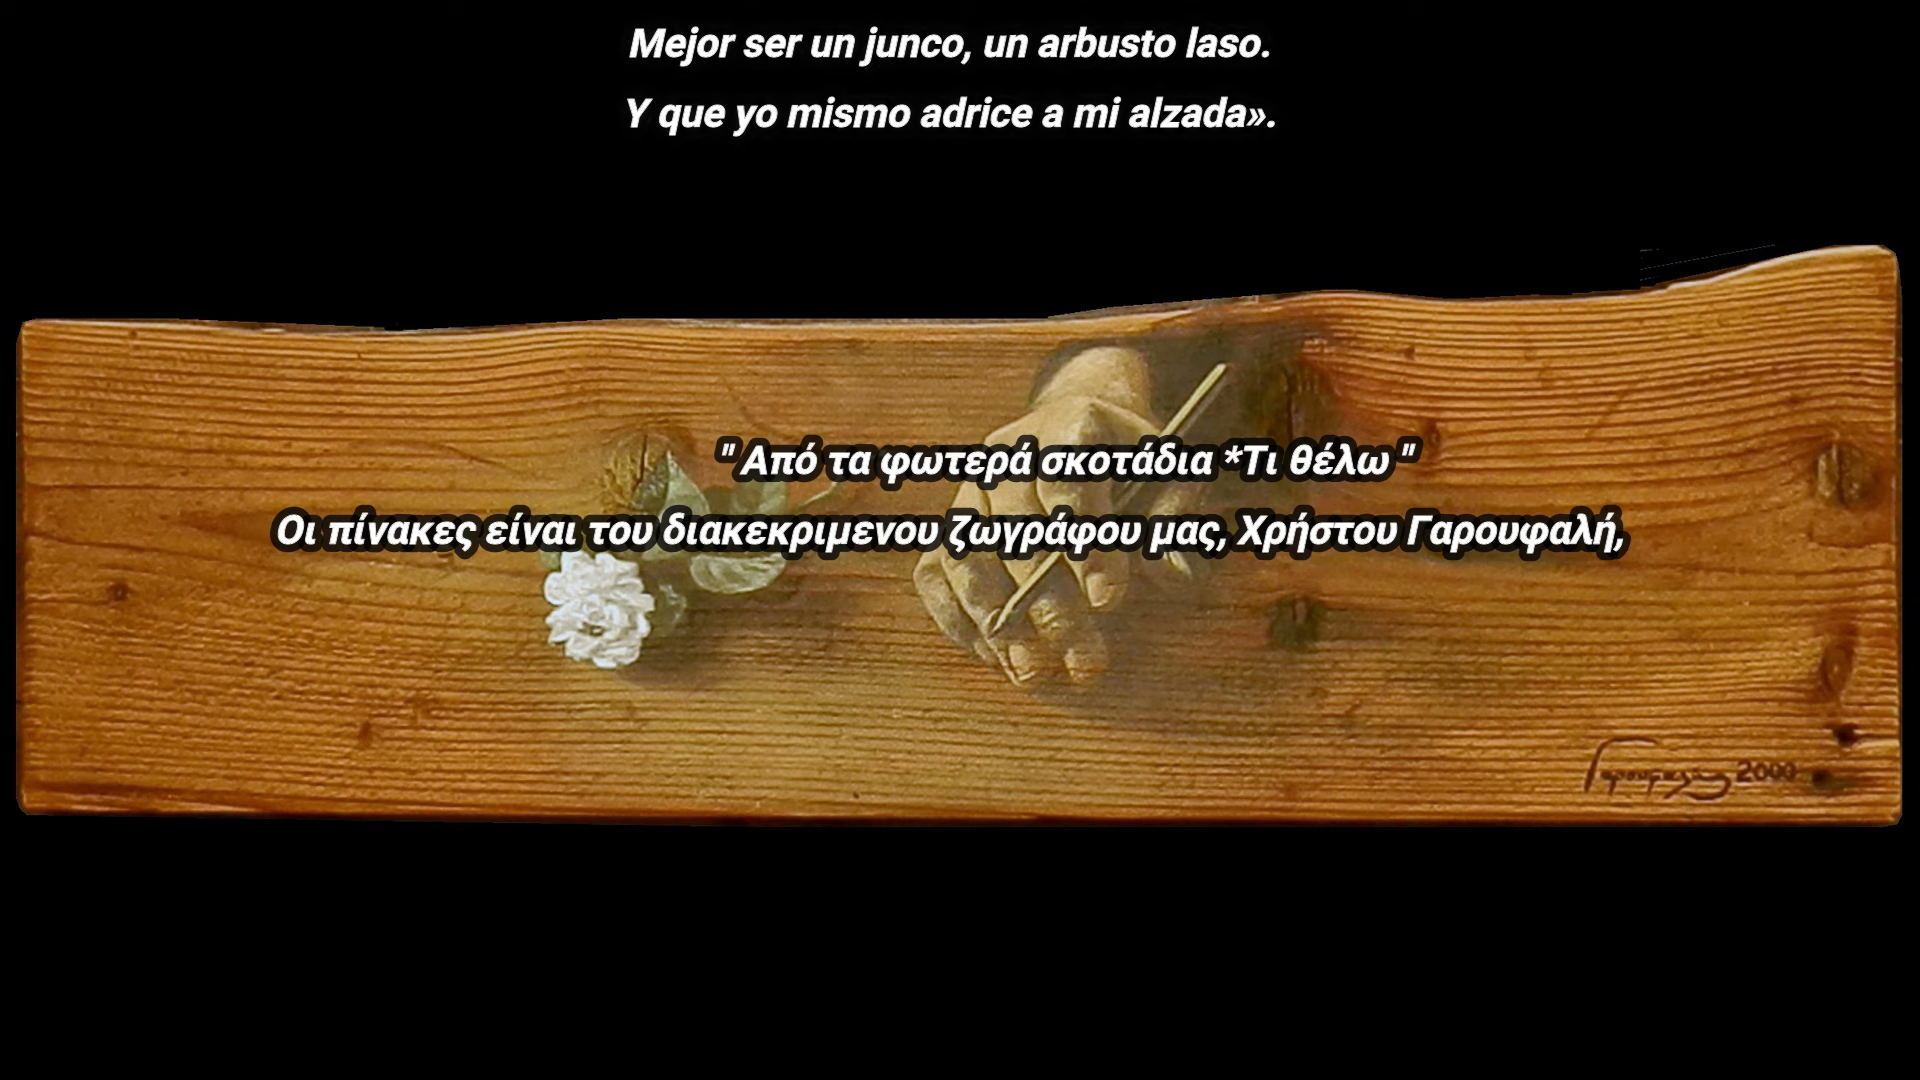 Mejor ser un junco, un arbusto laso.
Y que yo mismo adrice a mi alzada».
" Από τα φωτερά σκοτάδια *Τι θέλω "
Οι πίνακες είναι του διακεκριμενου ζωγράφου μας, Χρήστου Γαρουφαλή,
Γαρουφαλής 2000